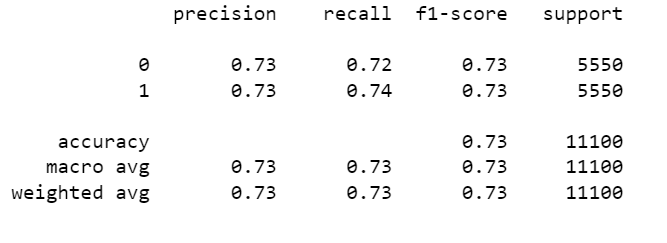 precision recall f1-score support
0 0.73 0.72 0.73 5550
1 0.73 0.74 0.73 5550
accuracy 0.73 11100
macro avg 0.73 0.73 0.73 11100
weighted avg 0.73 0.73 0.73 11100